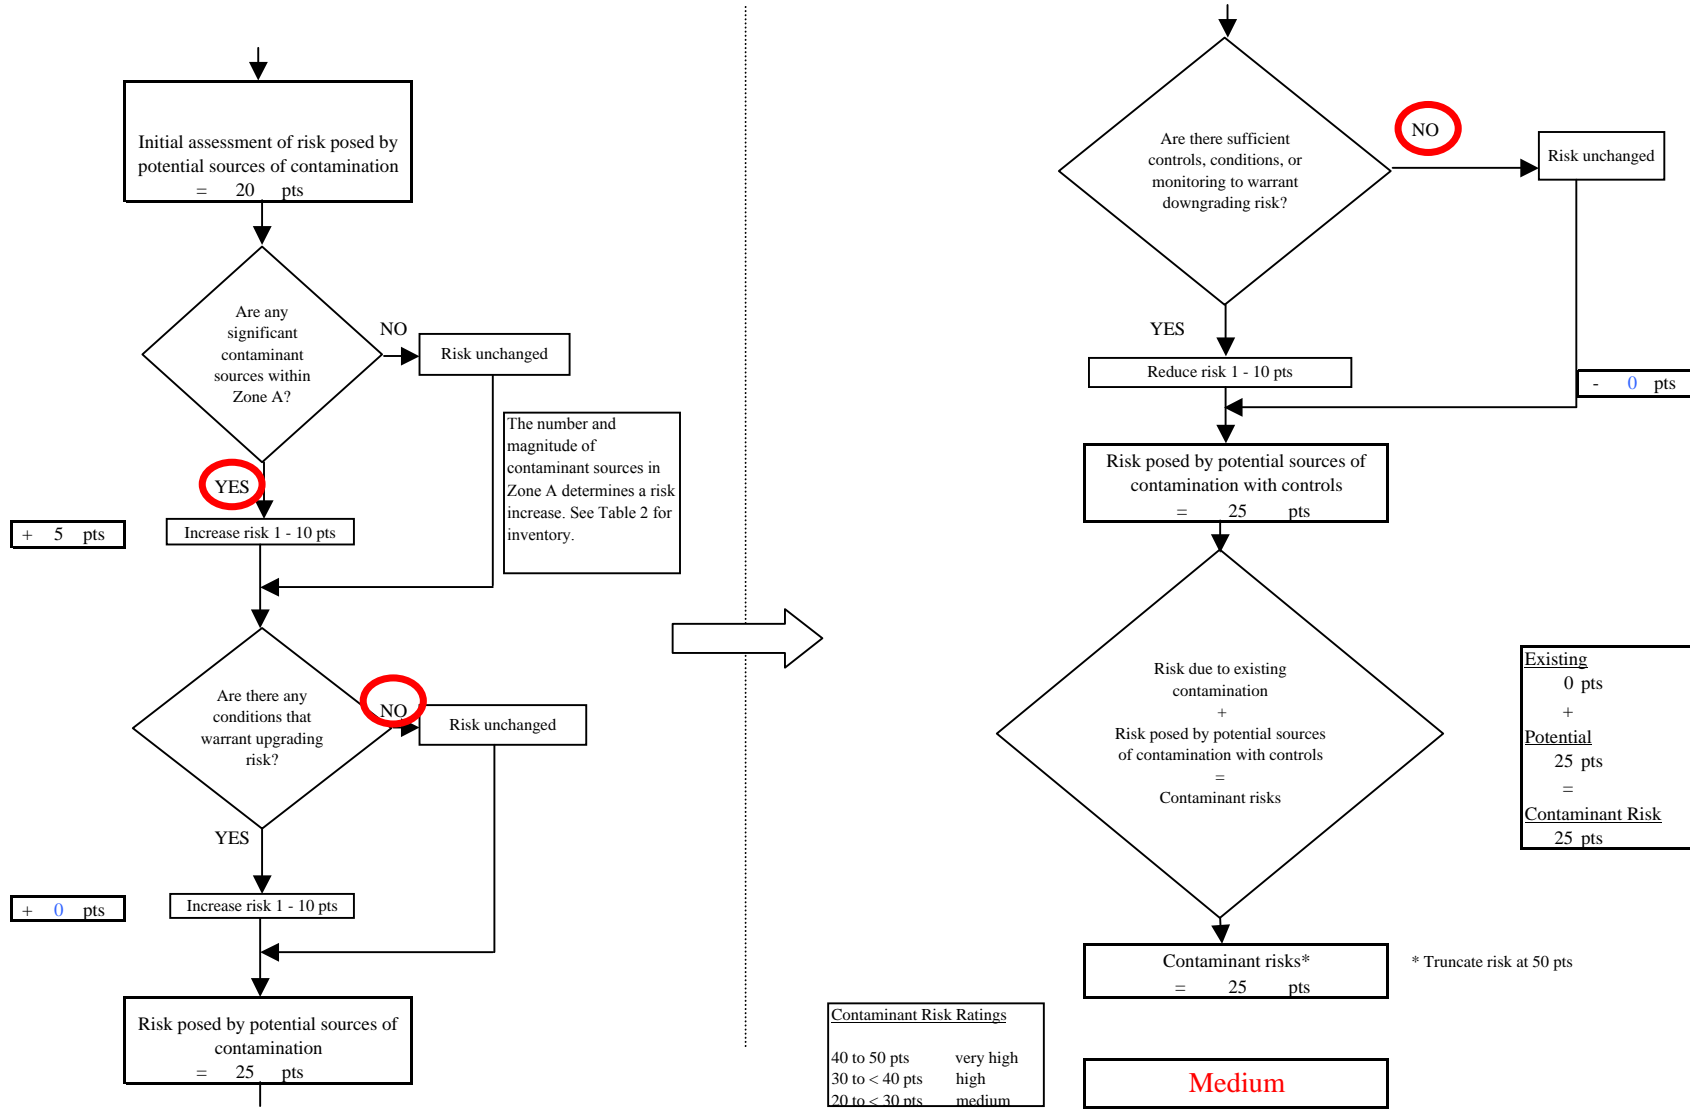 Initial assessment of risk posed by
potential sources of contamination
= 20 pts
Are any
significant
contaminant
sources within
Zone A?
NO
Risk unchanged
The number and
magnitude of
contaminant sources in
Zone A determines a risk
increase. See Table 2 for
inventory.
YES
+ 5 pts
Increase risk 1 - 10 pts
Are there any
conditions that
warrant upgrading
risk?
NO
Risk unchanged
YES
+ 0 pts
Increase risk 1 - 10 pts
Risk posed by potential sources of
contamination
= 25 pts
Are there sufficient
controls, conditions, or
monitoring to warrant
downgrading risk?
NO
Risk unchanged
YES
Reduce risk 1 - 10 pts
- 0 pts
Risk posed by potential sources of
contamination with controls
= 25 pts
Risk due to existing
contamination
+
Risk posed by potential sources
of contamination with controls
=
Contaminant risks
Existing
0 pts
+
Potential
25 pts
=
Contaminant Risk
25 pts
Contaminant risks*
= 25 pts
* Truncate risk at 50 pts
Contaminant Risk Ratings
40 to 50 pts very high
30 to < 40 pts high
20 to < 30 pts medium
Medium